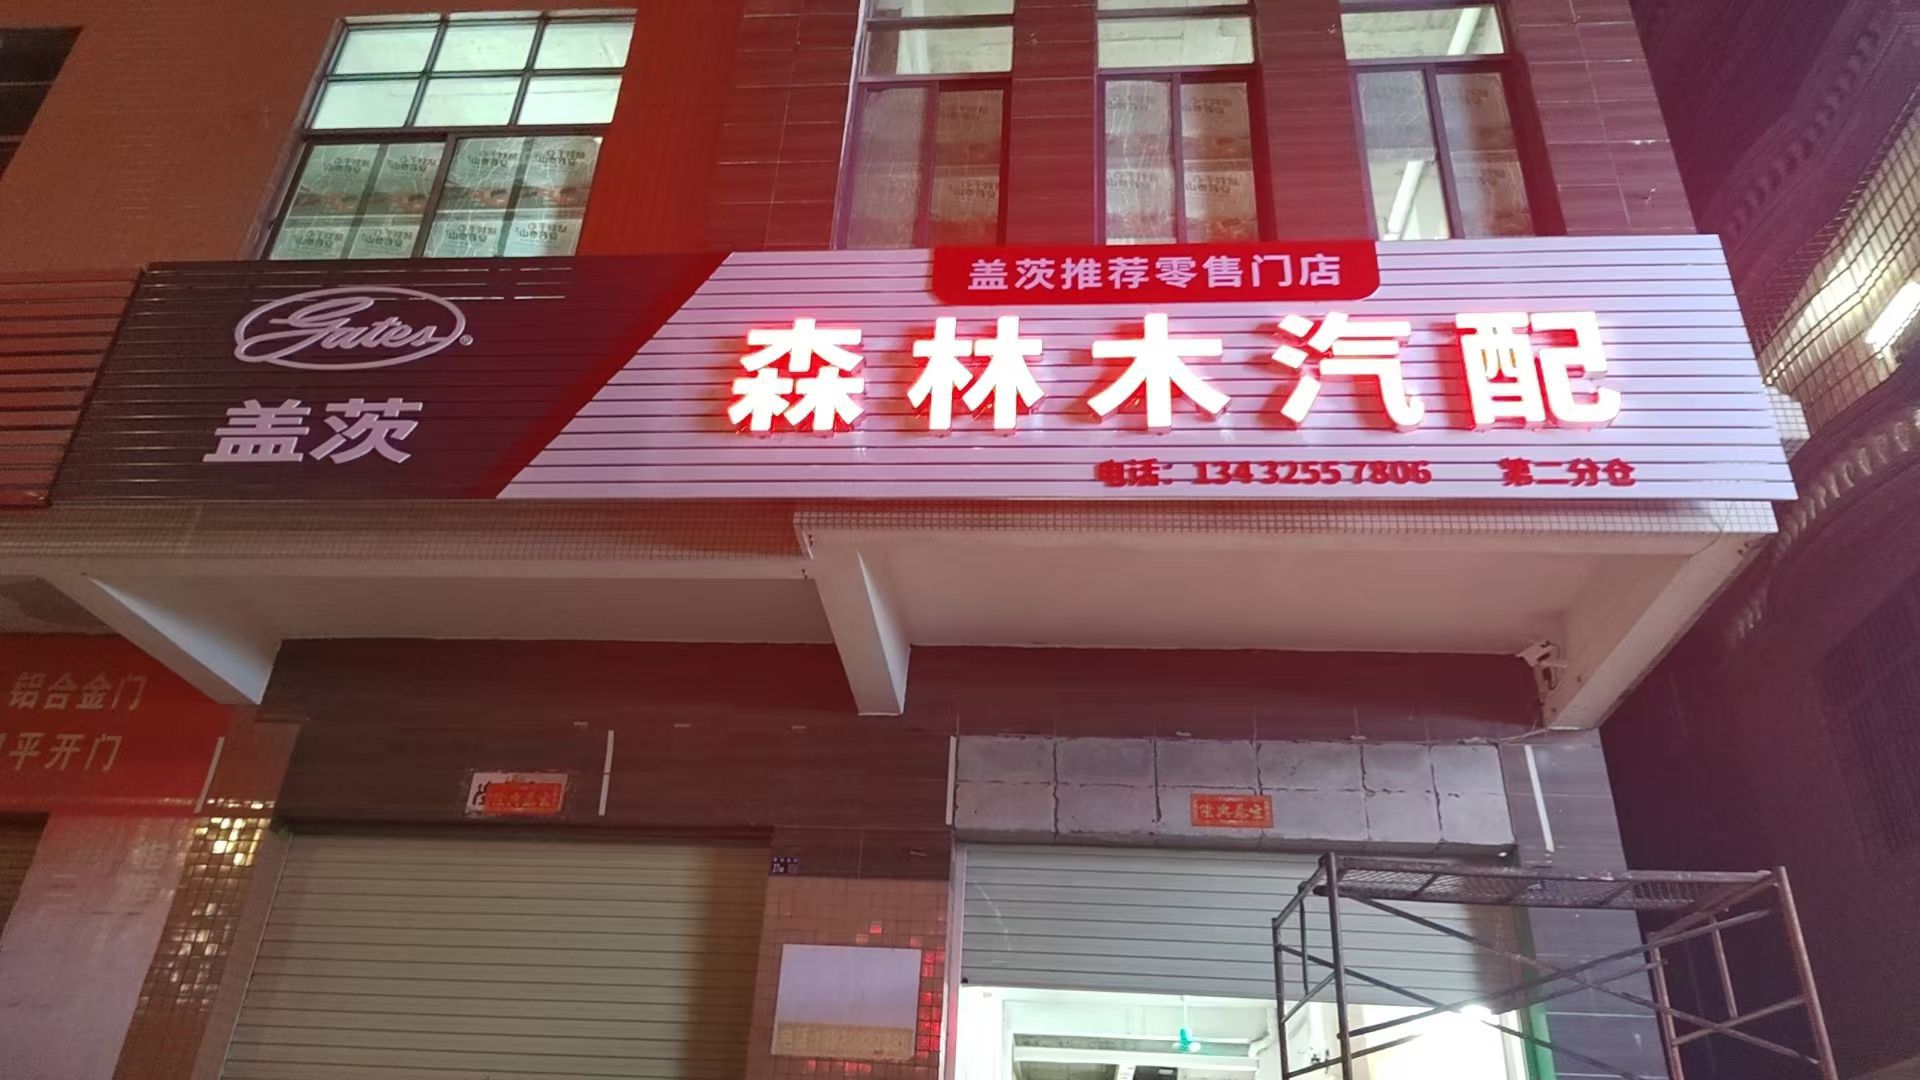 盖茨推荐零售门店
Gates®
盖茨
森林木汽配
电话：13432557806 第二分仓
铝合金门
平开门